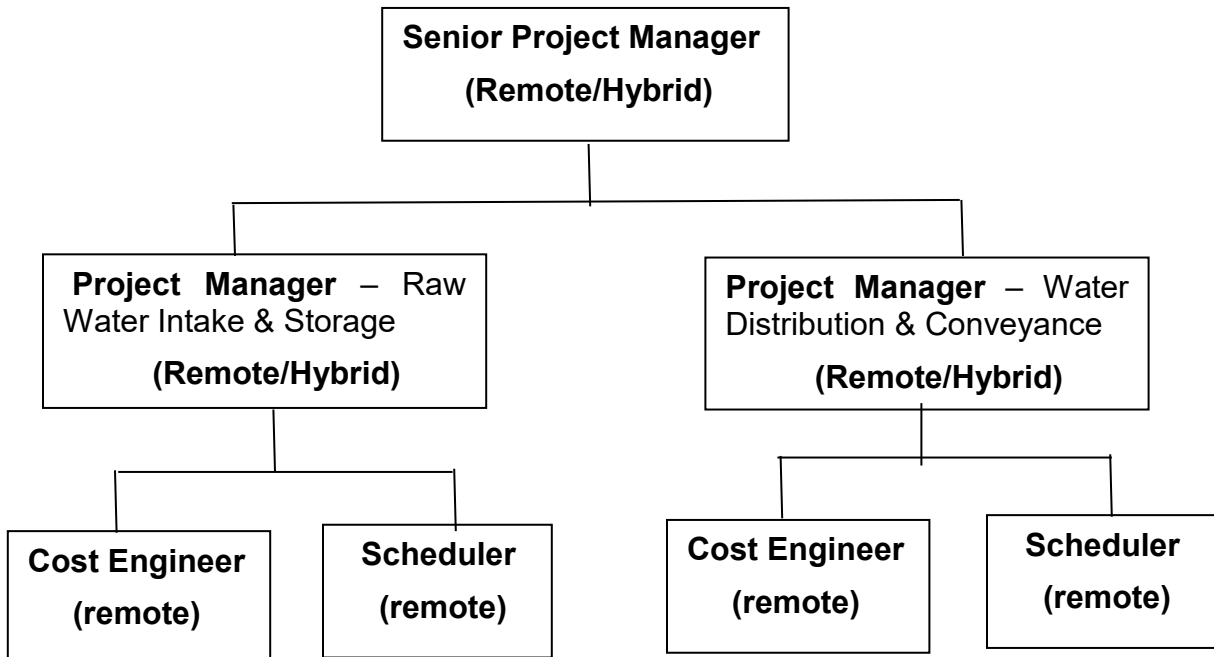 Senior Project Manager
(Remote/Hybrid)
Project Manager – Raw
Water Intake & Storage
(Remote/Hybrid)
Project Manager – Water
Distribution & Conveyance
(Remote/Hybrid)
Cost Engineer
(remote)
Scheduler
(remote)
Cost Engineer
(remote)
Scheduler
(remote)